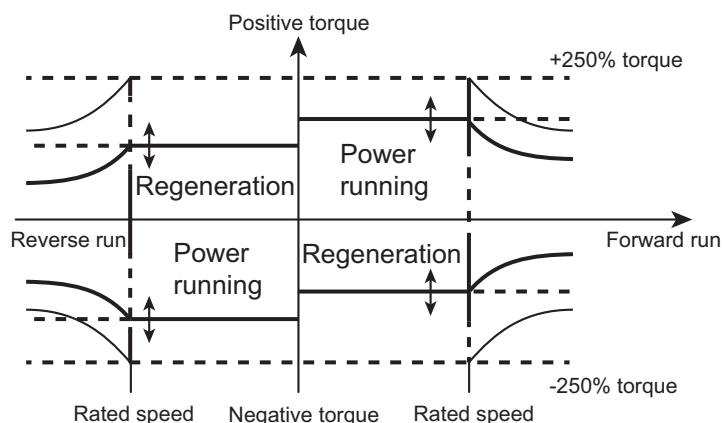 Positive torque
+250% torque
Power
running
Regeneration
Reverse run
Forward run
Power
running
Regeneration
-250% torque
Rated speed
Negative torque
Rated speed